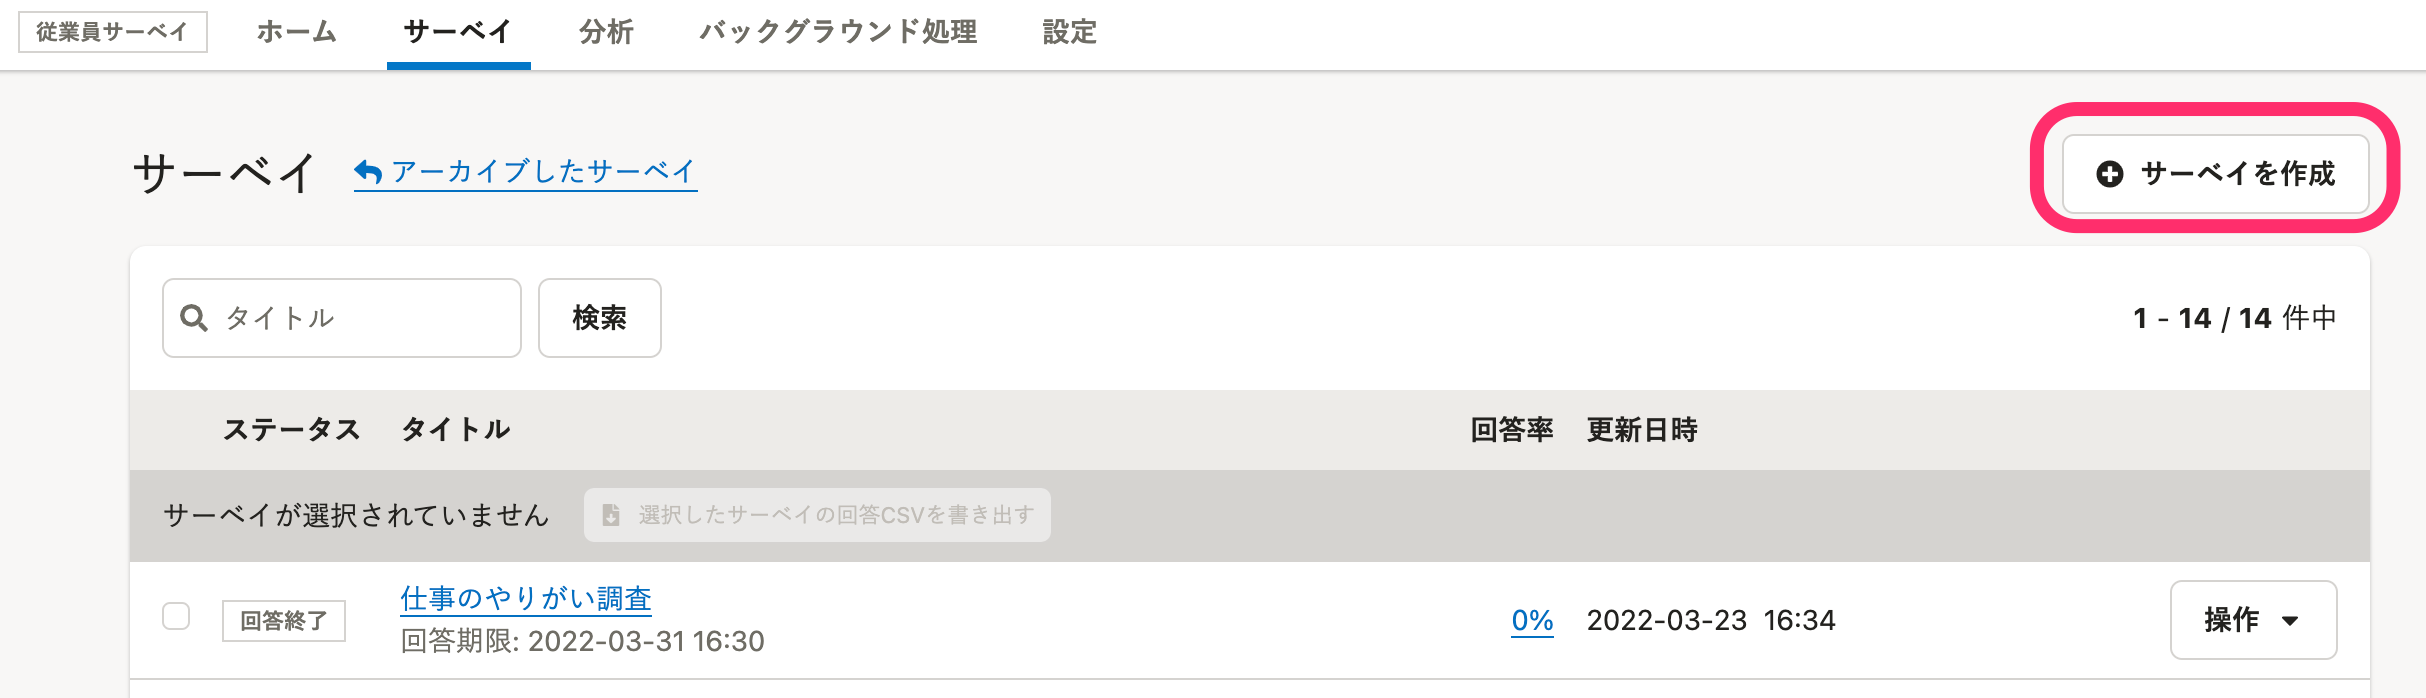 従業員サーベイ ホーム サーベイ 分析 バックグラウンド処理 設定
サーベイ アーカイブしたサーベイ サーベイを作成
タイトル 検索 1 - 14 / 14 件中
ステータス タイトル 回答率 更新日時
サーベイが選択されていません 選択したサーベイの回答CSVを書き出す
仕事のやりがい調査
回答終了 0% 2022-03-23 16:34 操作
回答期限: 2022-03-31 16:30